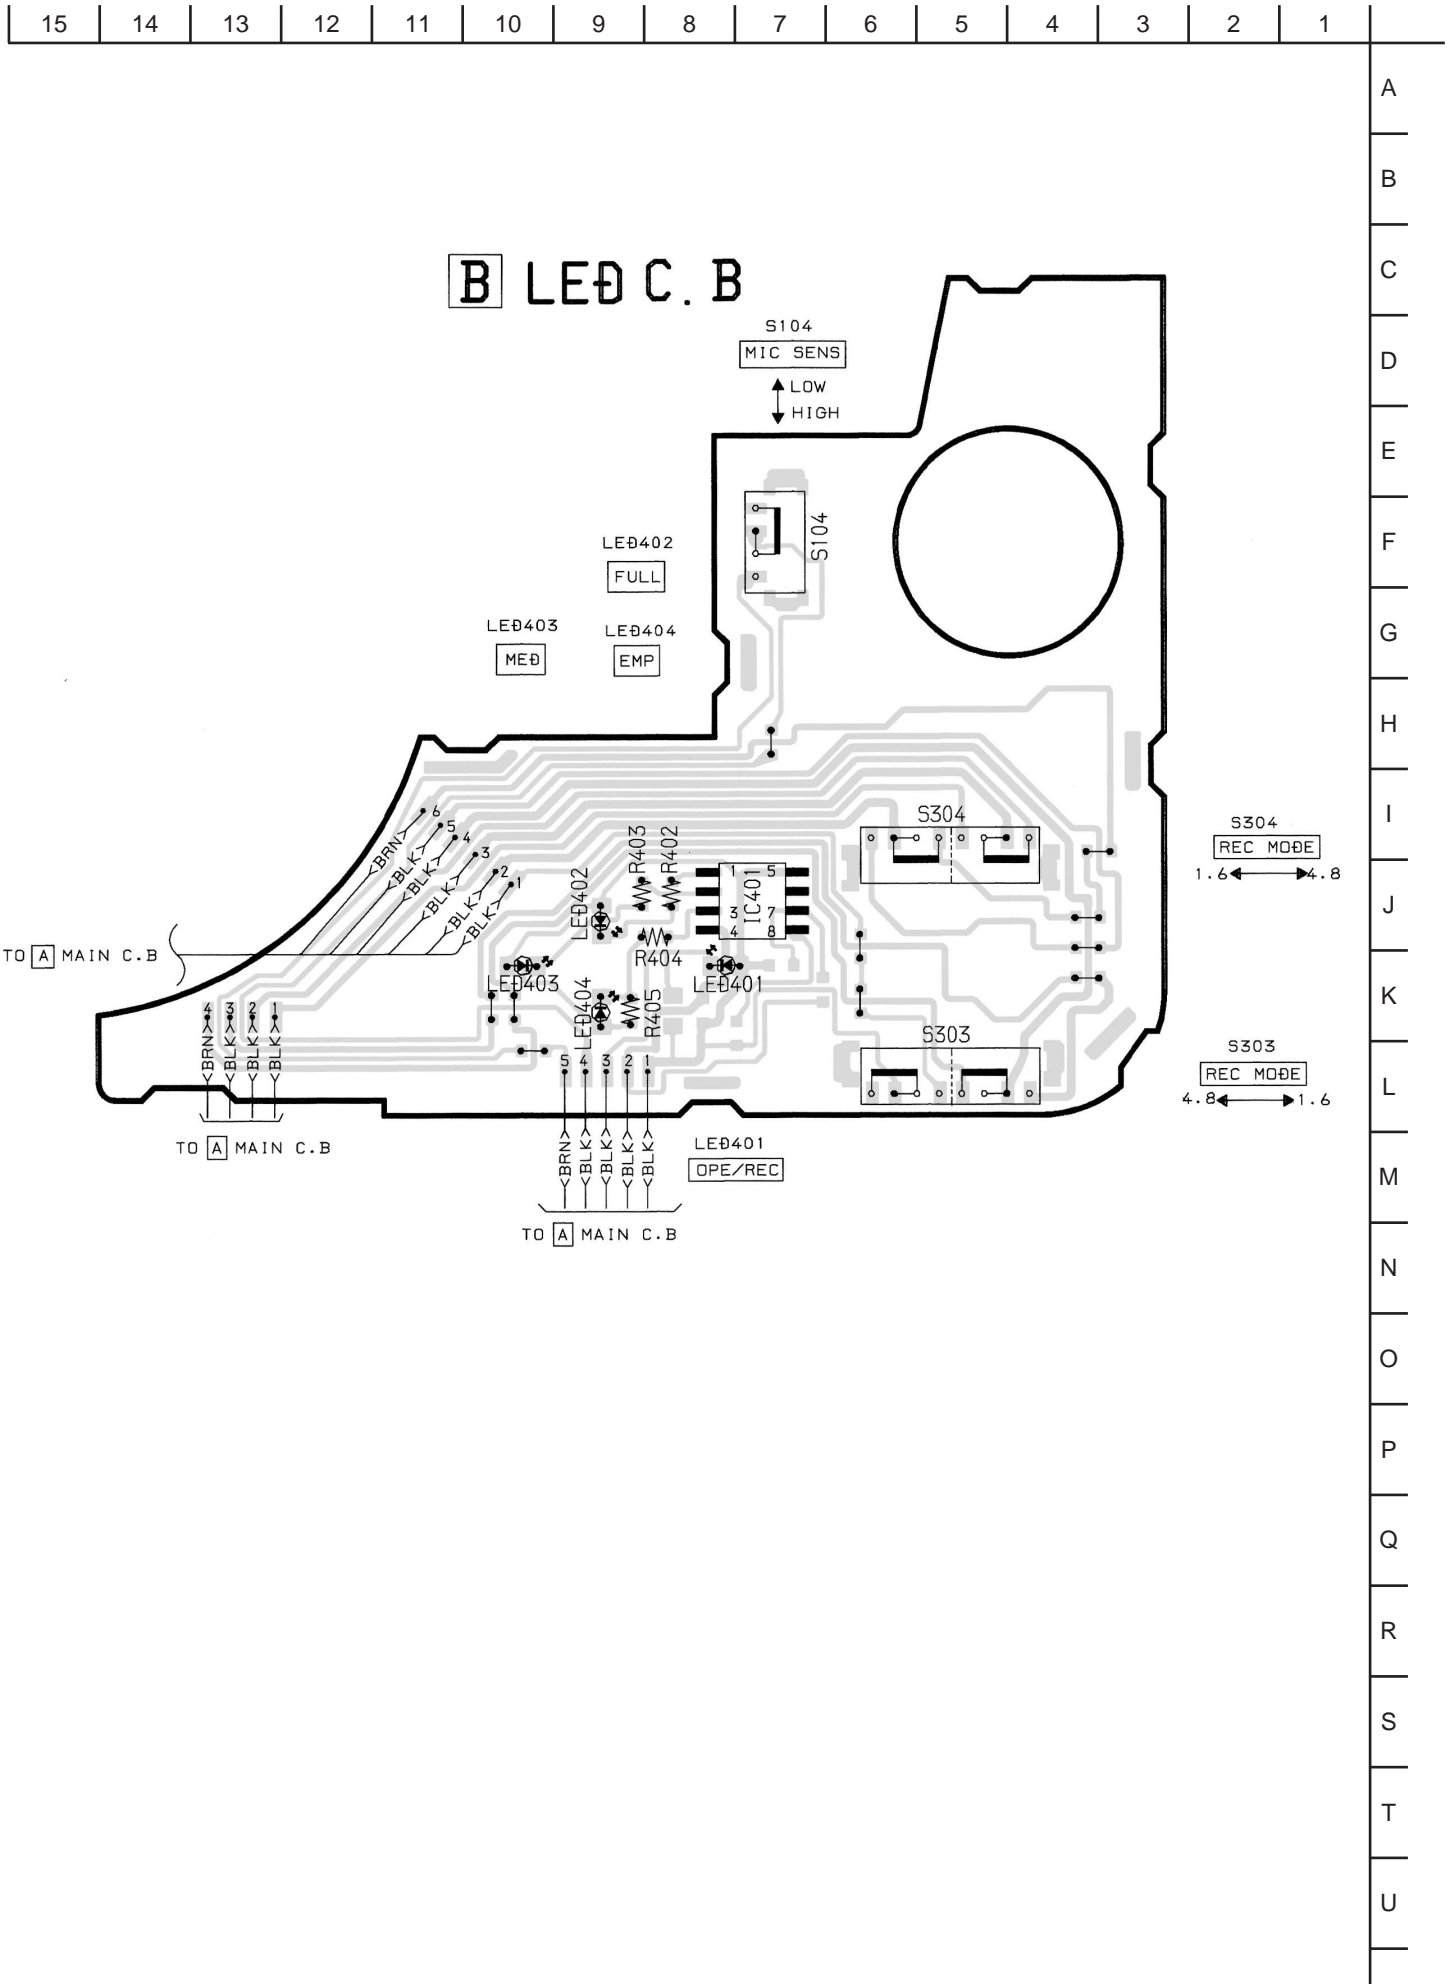 15 14 13 12 11 10 9 8 7 6 5 4 3 2 1
A
B
C
D
E
F
G
H
I
J
K
L
M
N
O
P
Q
R
S
T
U
B LED C.B
S104
MIC SENS
LOW
HIGH
S104
LED402
FULL
LED403
MED
LED404
EMP
6
5
4
3
2
1
<BRN>
<BLK>
<BLK>
<BLK>
<BLK>
<BLK>
TO A MAIN C.B
S304
S304
REC MODE
1.6 4.8
R403
R402
LED402
IC401
1 5
3 7
4 8
R404
LED403
LED401
LED404
R405
S303
S303
REC MODE
4.8 1.6
4 3 2 1
<BRN>
<BLK>
<BLK>
<BLK>
TO A MAIN C.B
5 4 3 2 1
<BRN>
<BLK>
<BLK>
<BLK>
<BLK>
TO A MAIN C.B
LED401
OPE/REC